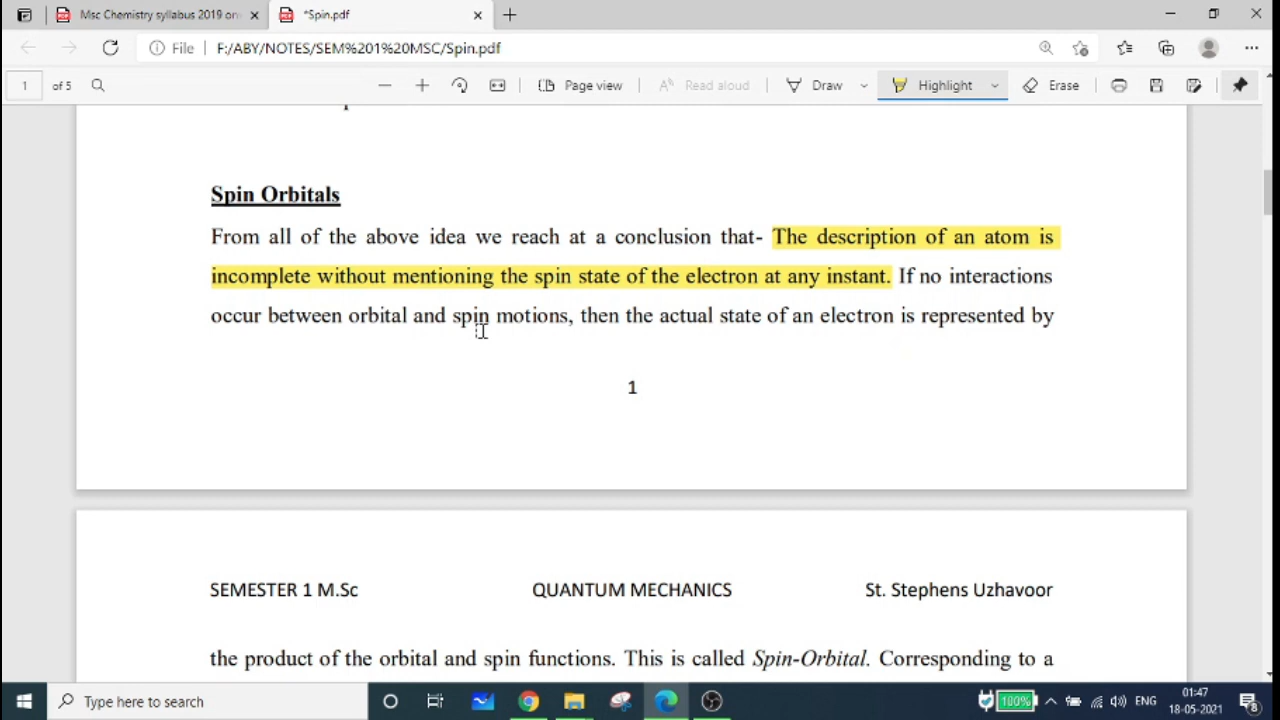 Msc Chemistry syllabus 2019 or
*Spin.pdf
File
F:/ABY/NOTES/SEM%201%20MSC/Spin.pdf
1 of 5
Page view
Read aloud
Draw
Highlight
Erase
Spin Orbitals
From all of the above idea we reach at a conclusion that- The description of an atom is
incomplete without mentioning the spin state of the electron at any instant. If no interactions
occur between orbital and spin motions, then the actual state of an electron is represented by
1
SEMESTER 1 M.Sc QUANTUM MECHANICS St. Stephens Uzhavoor
the product of the orbital and spin functions. This is called Spin-Orbital. Corresponding to a
Type here to search
100%
ENG
01:47
18-05-2021
8